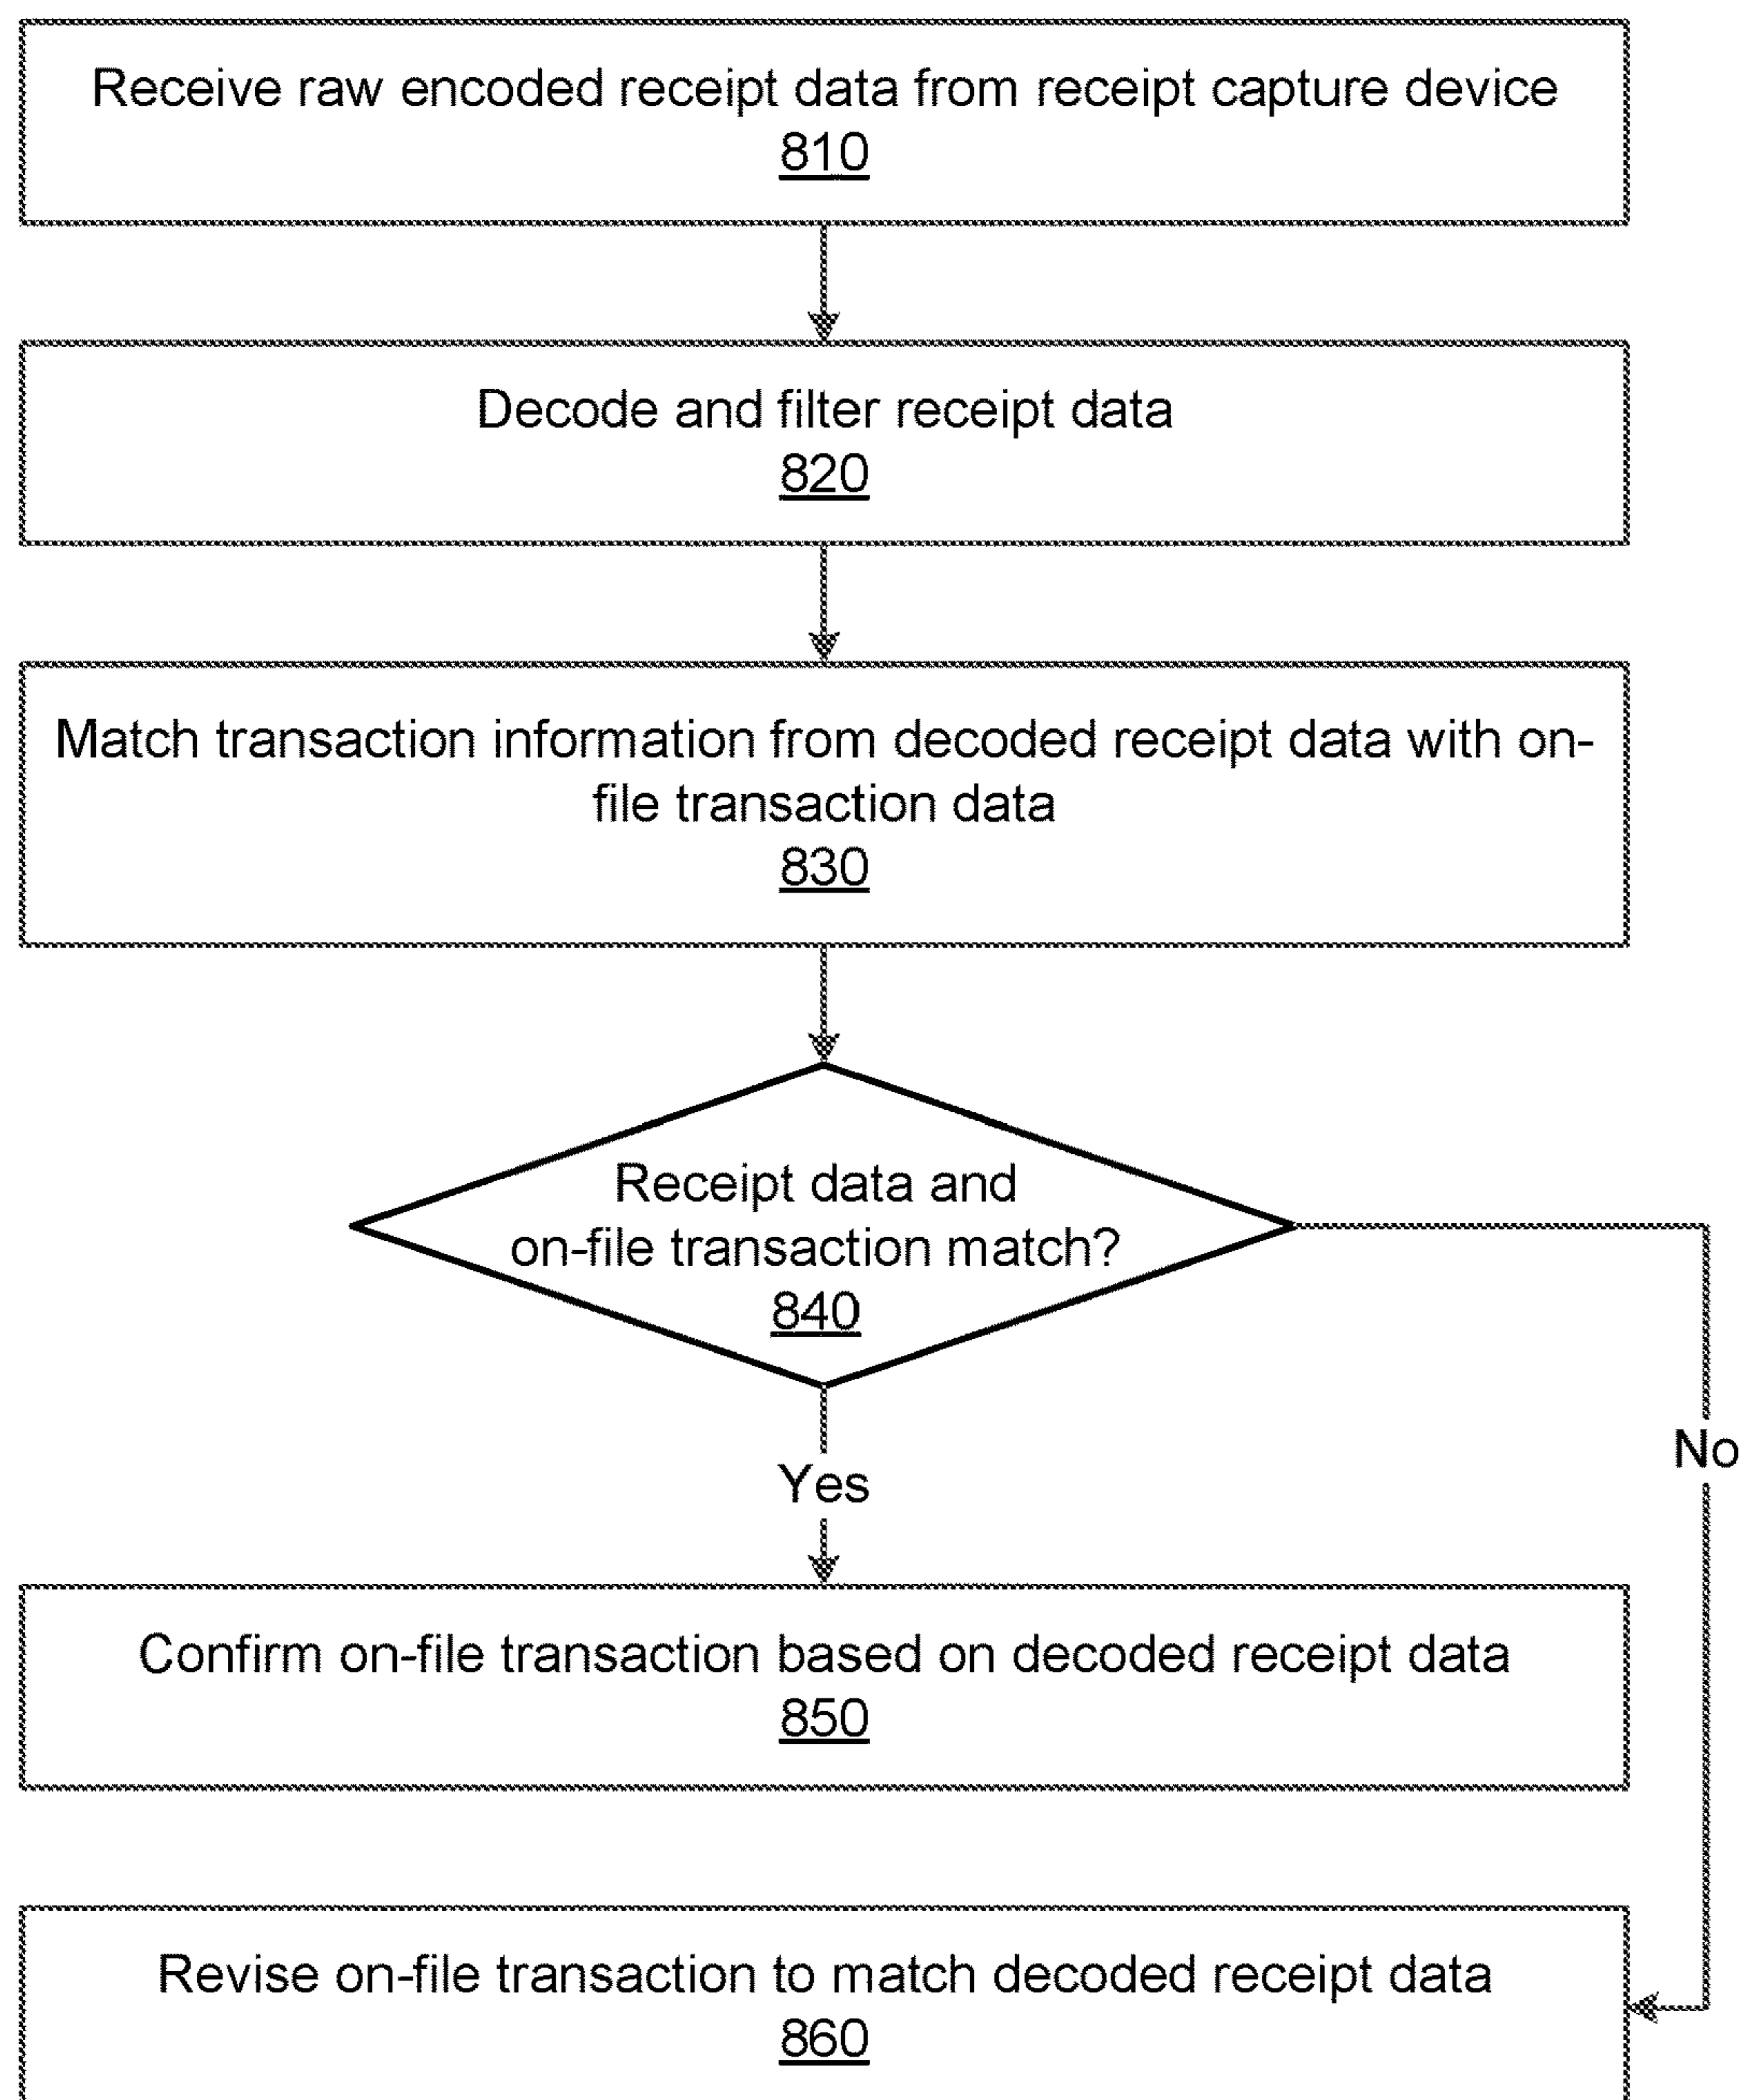 Receive raw encoded receipt data from receipt capture device
810
Decode and filter receipt data
820
Match transaction information from decoded receipt data with on-
file transaction data
830
Receipt data and
on-file transaction match?
840
No
Yes
Confirm on-file transaction based on decoded receipt data
850
Revise on-file transaction to match decoded receipt data
860